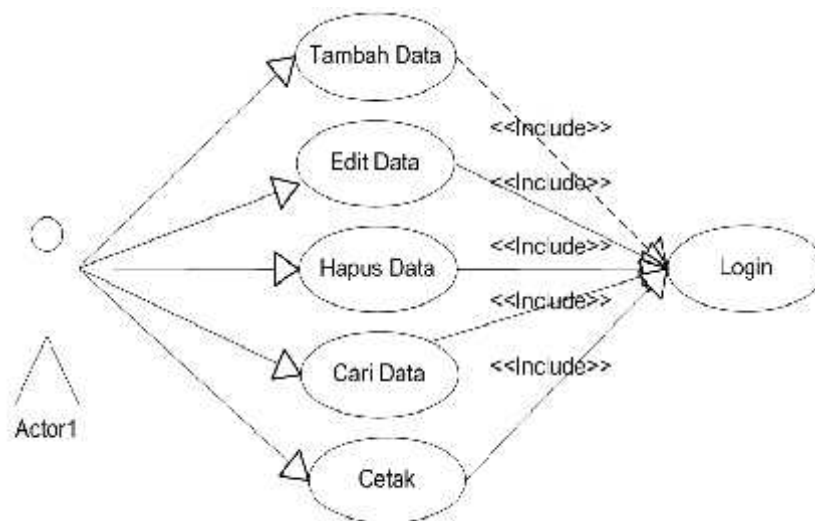 Tambah Data
<<Include>>
Edit Data
<<Include>>
<<Include>>
Hapus Data
Login
<<Include>>
Cari Data
<<Include>>
Actor1
Cetak